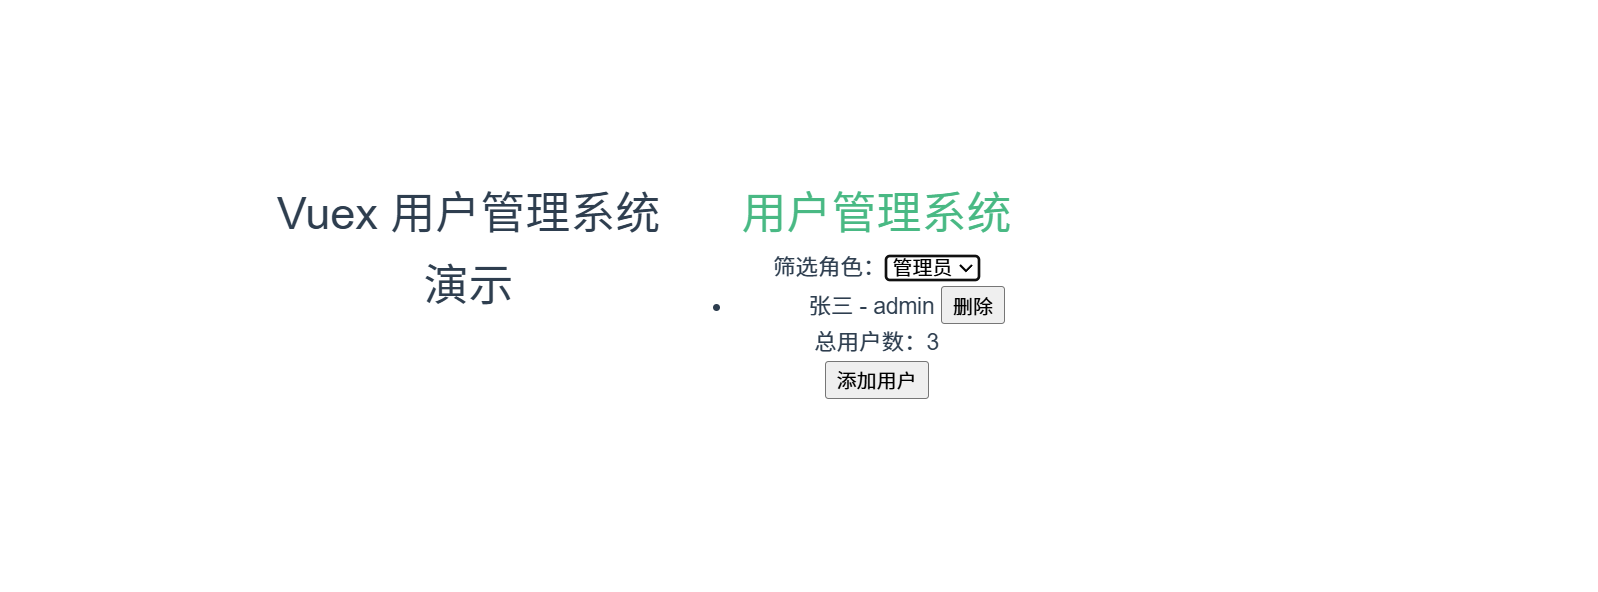 Vuex 用户管理系统
演示
用户管理系统
筛选角色：管理员
张三 - admin 删除
总用户数：3
添加用户